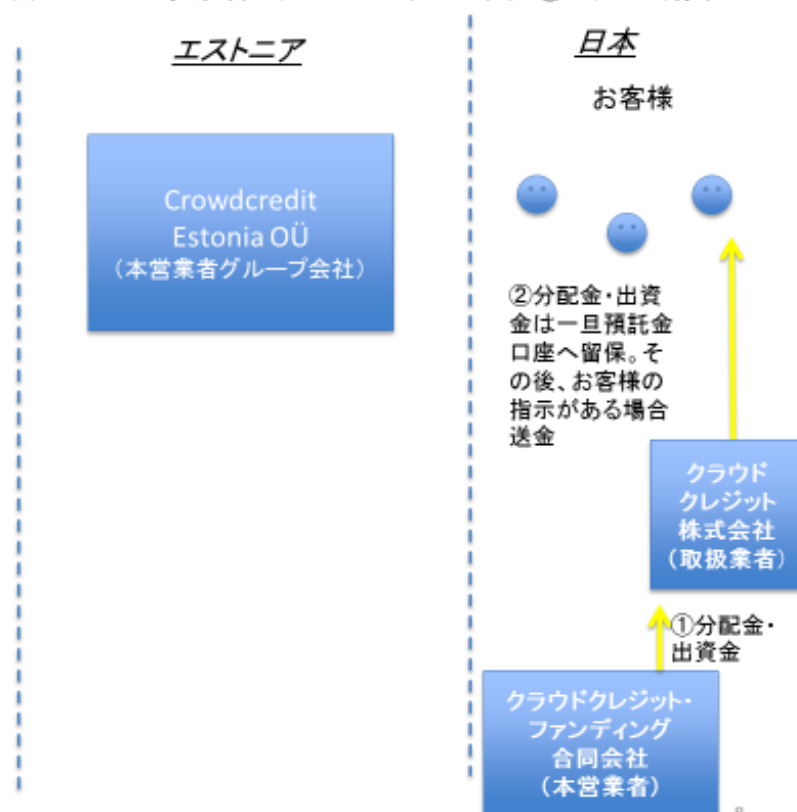 エストニア
日本
お客様
Crowdcredit
Estonia OÜ
(本営業者グループ会社)
②分配金・出資
金は一旦預託金
口座へ留保。そ
の後、お客様の
指示がある場合
送金
クラウド
クレジット
株式会社
(取扱業者)
①分配金・
出資金
クラウドクレジット・
ファンディング
合同会社
(本営業者)